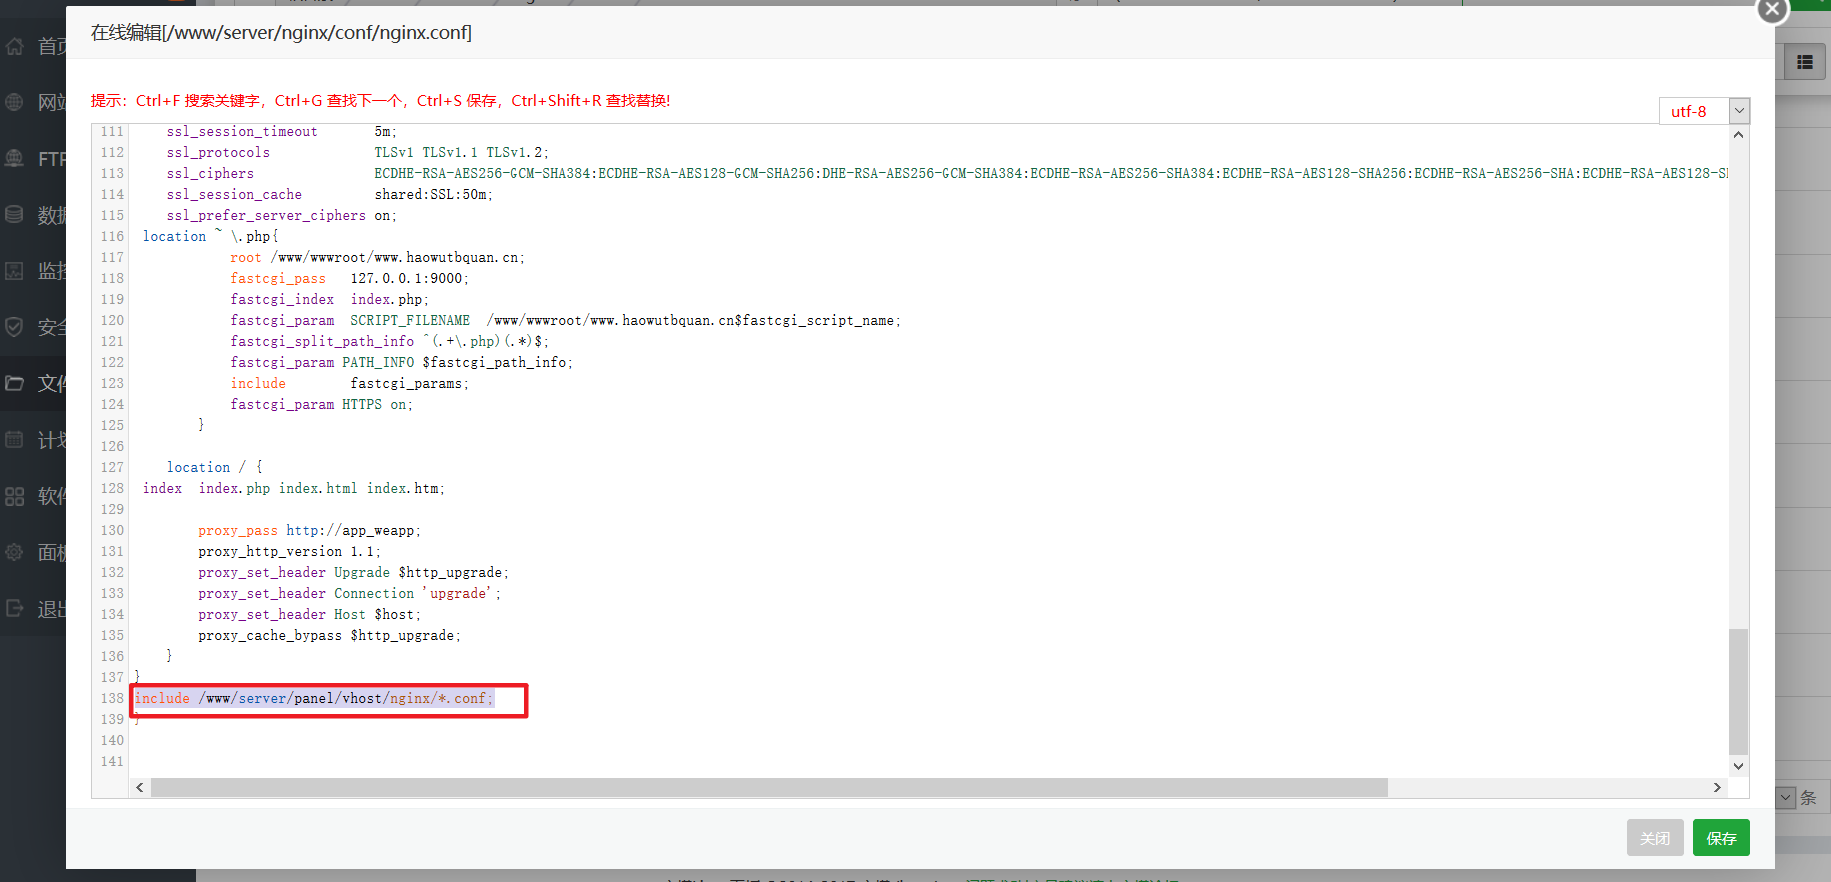 在线编辑[/www/server/nginx/conf/nginx.conf]
提示：Ctrl+F 搜索关键字，Ctrl+G 查找下一个，Ctrl+S 保存，Ctrl+Shift+R 查找替换!
utf-8
首页
网站
FTP
数据
监控
安全
文件
计划
软件
面板
退出
111 ssl_session_timeout 5m;
112 ssl_protocols TLSv1 TLSv1.1 TLSv1.2;
113 ssl_ciphers ECDHE-RSA-AES256-GCM-SHA384:ECDHE-RSA-AES128-GCM-SHA256:DHE-RSA-AES256-GCM-SHA384:ECDHE-RSA-AES256-SHA384:ECDHE-RSA-AES128-SHA256:ECDHE-RSA-AES256-SHA:ECDHE-RSA-AES128-S
114 ssl_session_cache shared:SSL:50m;
115 ssl_prefer_server_ciphers on;
116 location ~ \.php{
117 root /www/wwwroot/www.haowutbquan.cn;
118 fastcgi_pass 127.0.0.1:9000;
119 fastcgi_index index.php;
120 fastcgi_param SCRIPT_FILENAME /www/wwwroot/www.haowutbquan.cn$fastcgi_script_name;
121 fastcgi_split_path_info ^(.+\.php)(.*)$;
122 fastcgi_param PATH_INFO $fastcgi_path_info;
123 include fastcgi_params;
124 fastcgi_param HTTPS on;
125 }
126
127 location / {
128 index index.php index.html index.htm;
129
130 proxy_pass http://app_weapp;
131 proxy_http_version 1.1;
132 proxy_set_header Upgrade $http_upgrade;
133 proxy_set_header Connection 'upgrade';
134 proxy_set_header Host $host;
135 proxy_cache_bypass $http_upgrade;
136 }
137 }
138 include /www/server/panel/vhost/nginx/*.conf;
139 }
140
141
条
关闭 保存